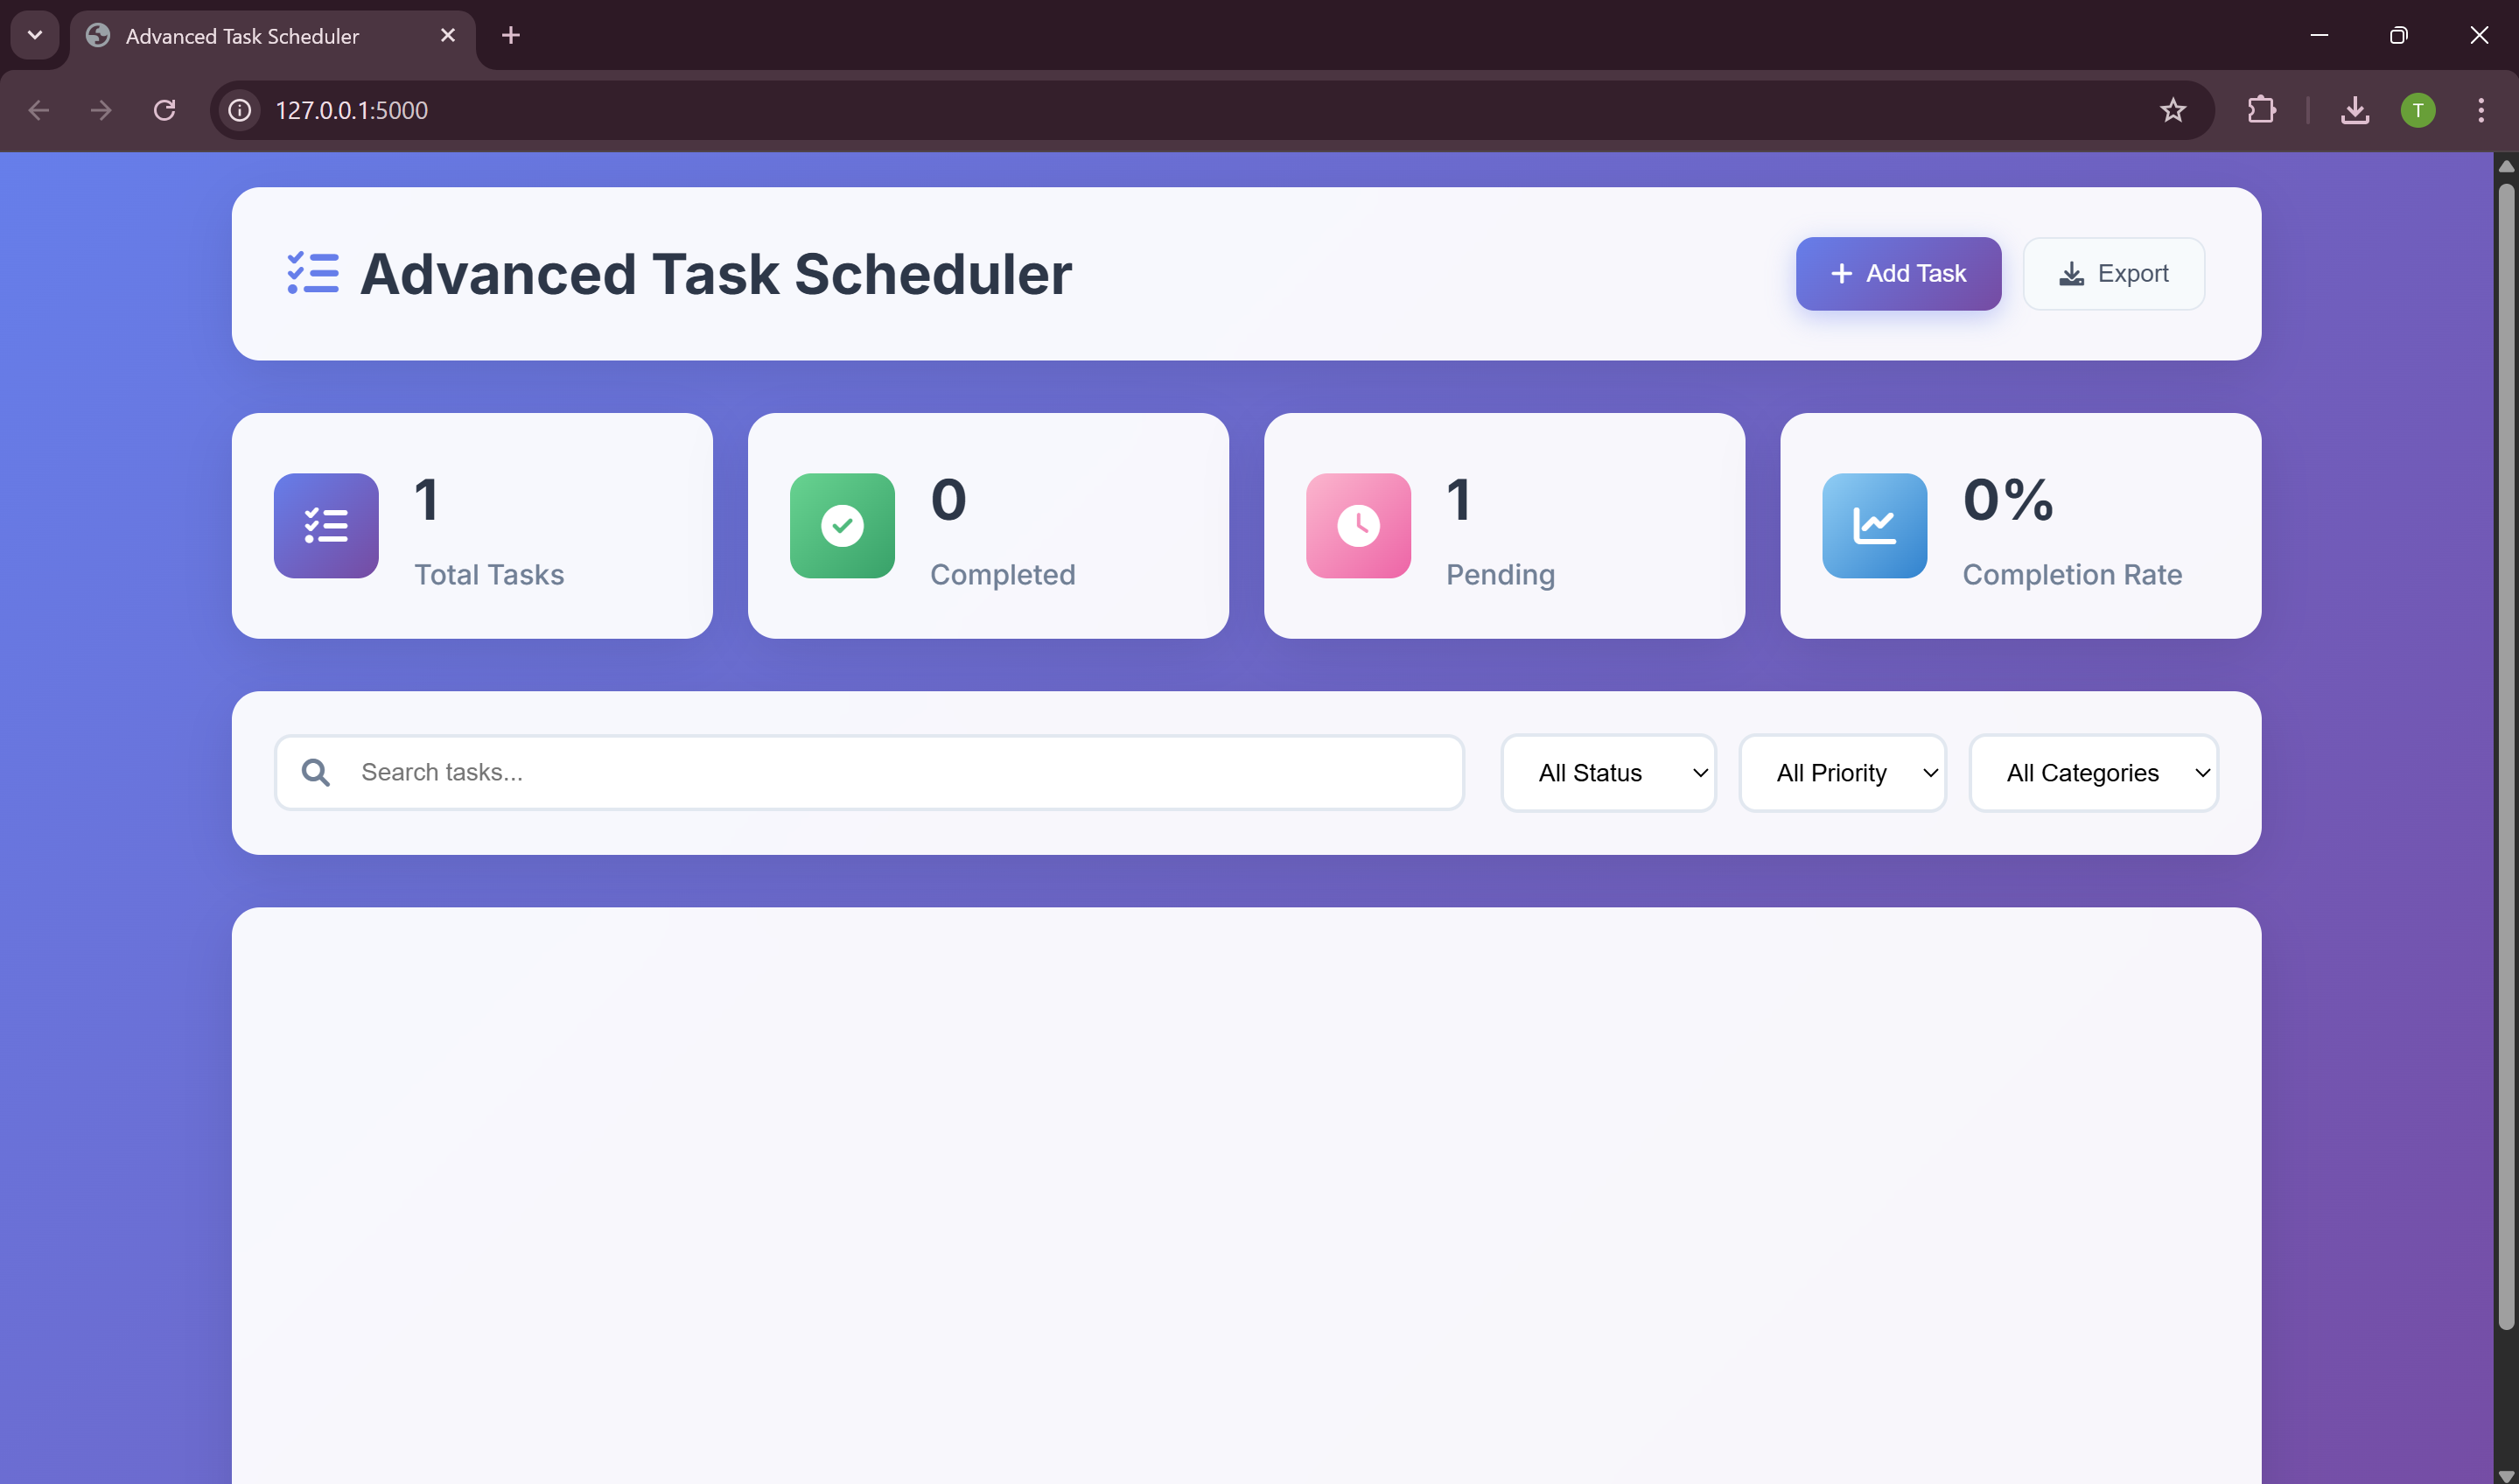 Advanced Task Scheduler
127.0.0.1:5000
T
Advanced Task Scheduler
Add Task
Export
1
Total Tasks
0
Completed
1
Pending
0%
Completion Rate
Search tasks...
All Status
All Priority
All Categories